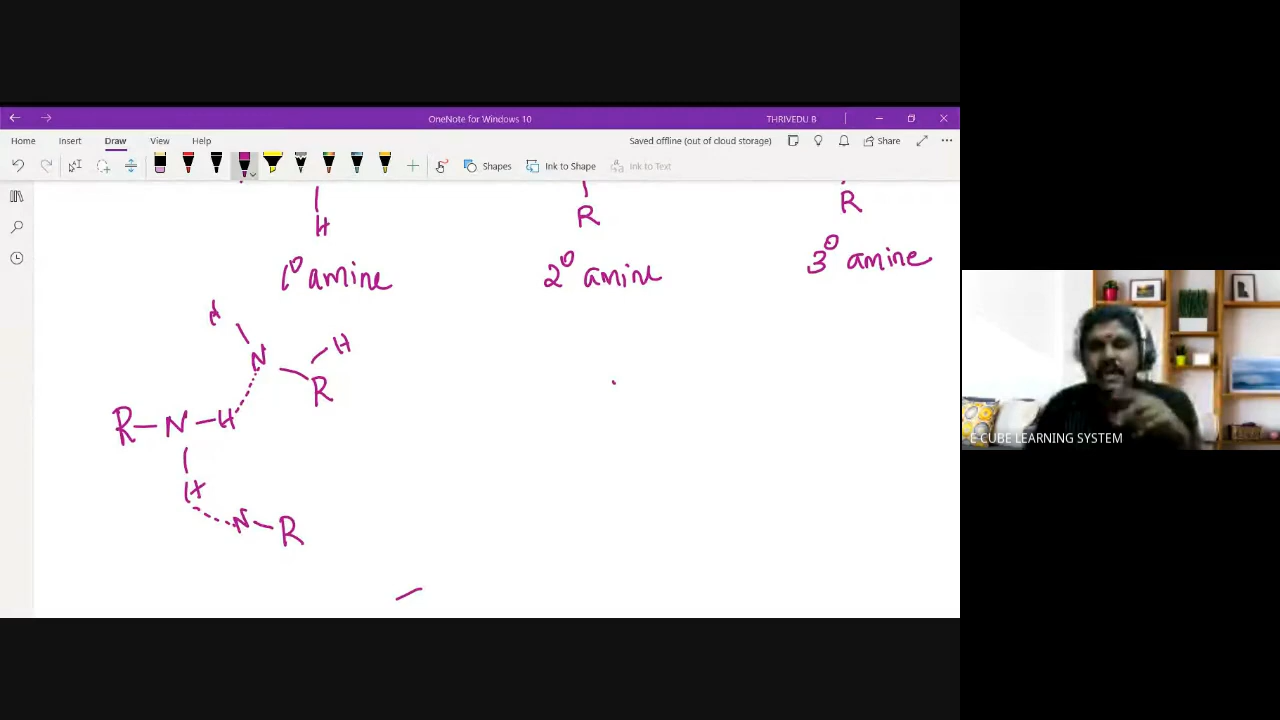 OneNote for Windows 10
THRIVEDU B
Home Insert Draw View Help
Saved offline (out of cloud storage)
Share
Shapes
Ink to Shape
Ink to Text
H
R
R
1° amine
2° amine
3° amine
H
N
H
R
R N H
H
N R
E CUBE LEARNING SYSTEM